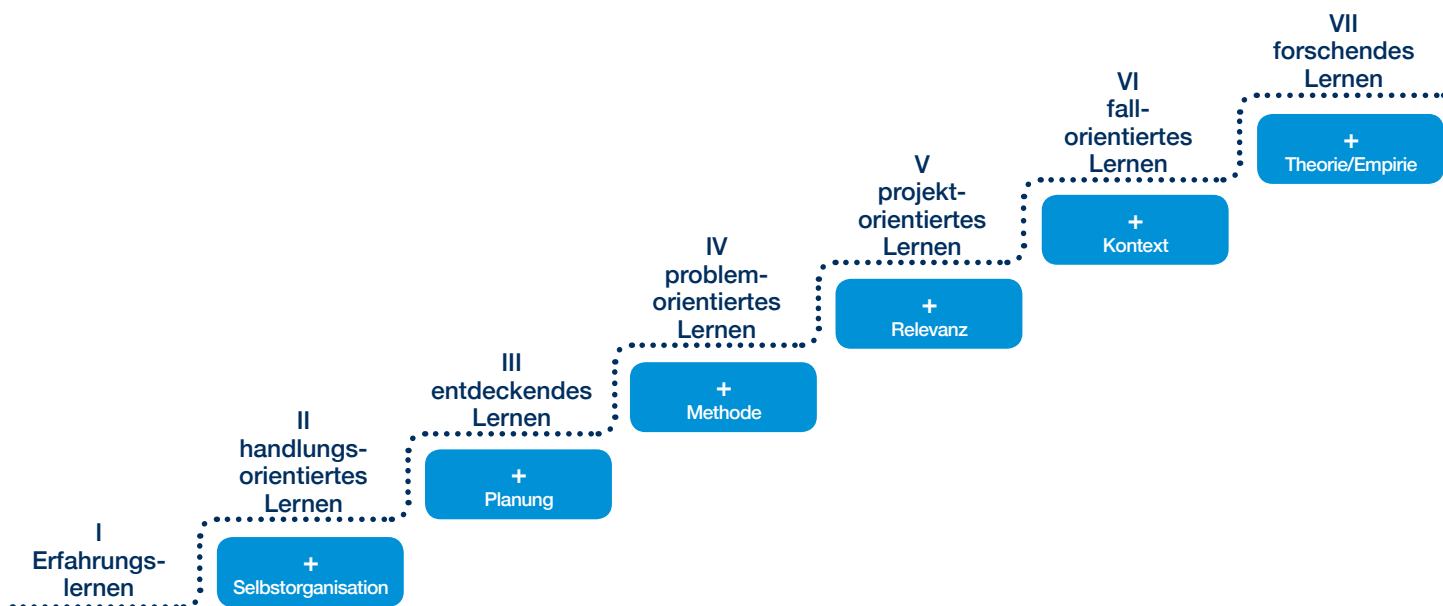 I
Erfahrungs-
lernen
II
handlungs-
orientiertes
Lernen
+
Selbstorganisation
III
entdeckendes
Lernen
+
Planung
IV
problem-
orientiertes
Lernen
+
Methode
V
projekt-
orientiertes
Lernen
+
Relevanz
VI
fall-
orientiertes
Lernen
+
Kontext
VII
forschendes
Lernen
+
Theorie/Empirie